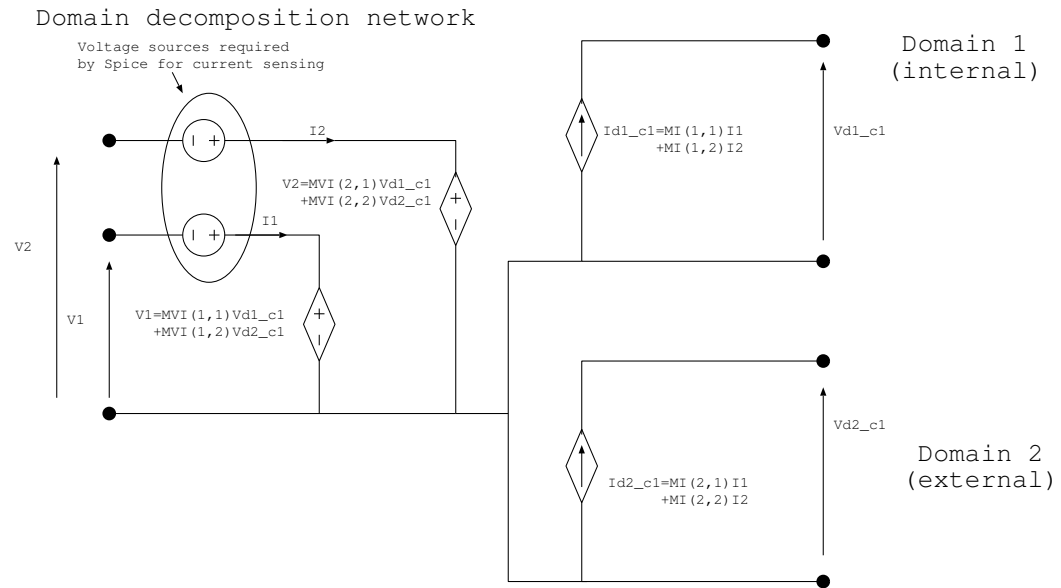 Domain decomposition network
Voltage sources required
by Spice for current sensing
I2
V2=MVI(2,1)Vd1_c1
+MVI(2,2)Vd2_c1
I1
V2
V1
V1=MVI(1,1)Vd1_c1
+MVI(1,2)Vd2_c1
Id1_c1=MI(1,1)I1
+MI(1,2)I2
Vd1_c1
Domain 1
(internal)
Id2_c1=MI(2,1)I1
+MI(2,2)I2
Vd2_c1
Domain 2
(external)